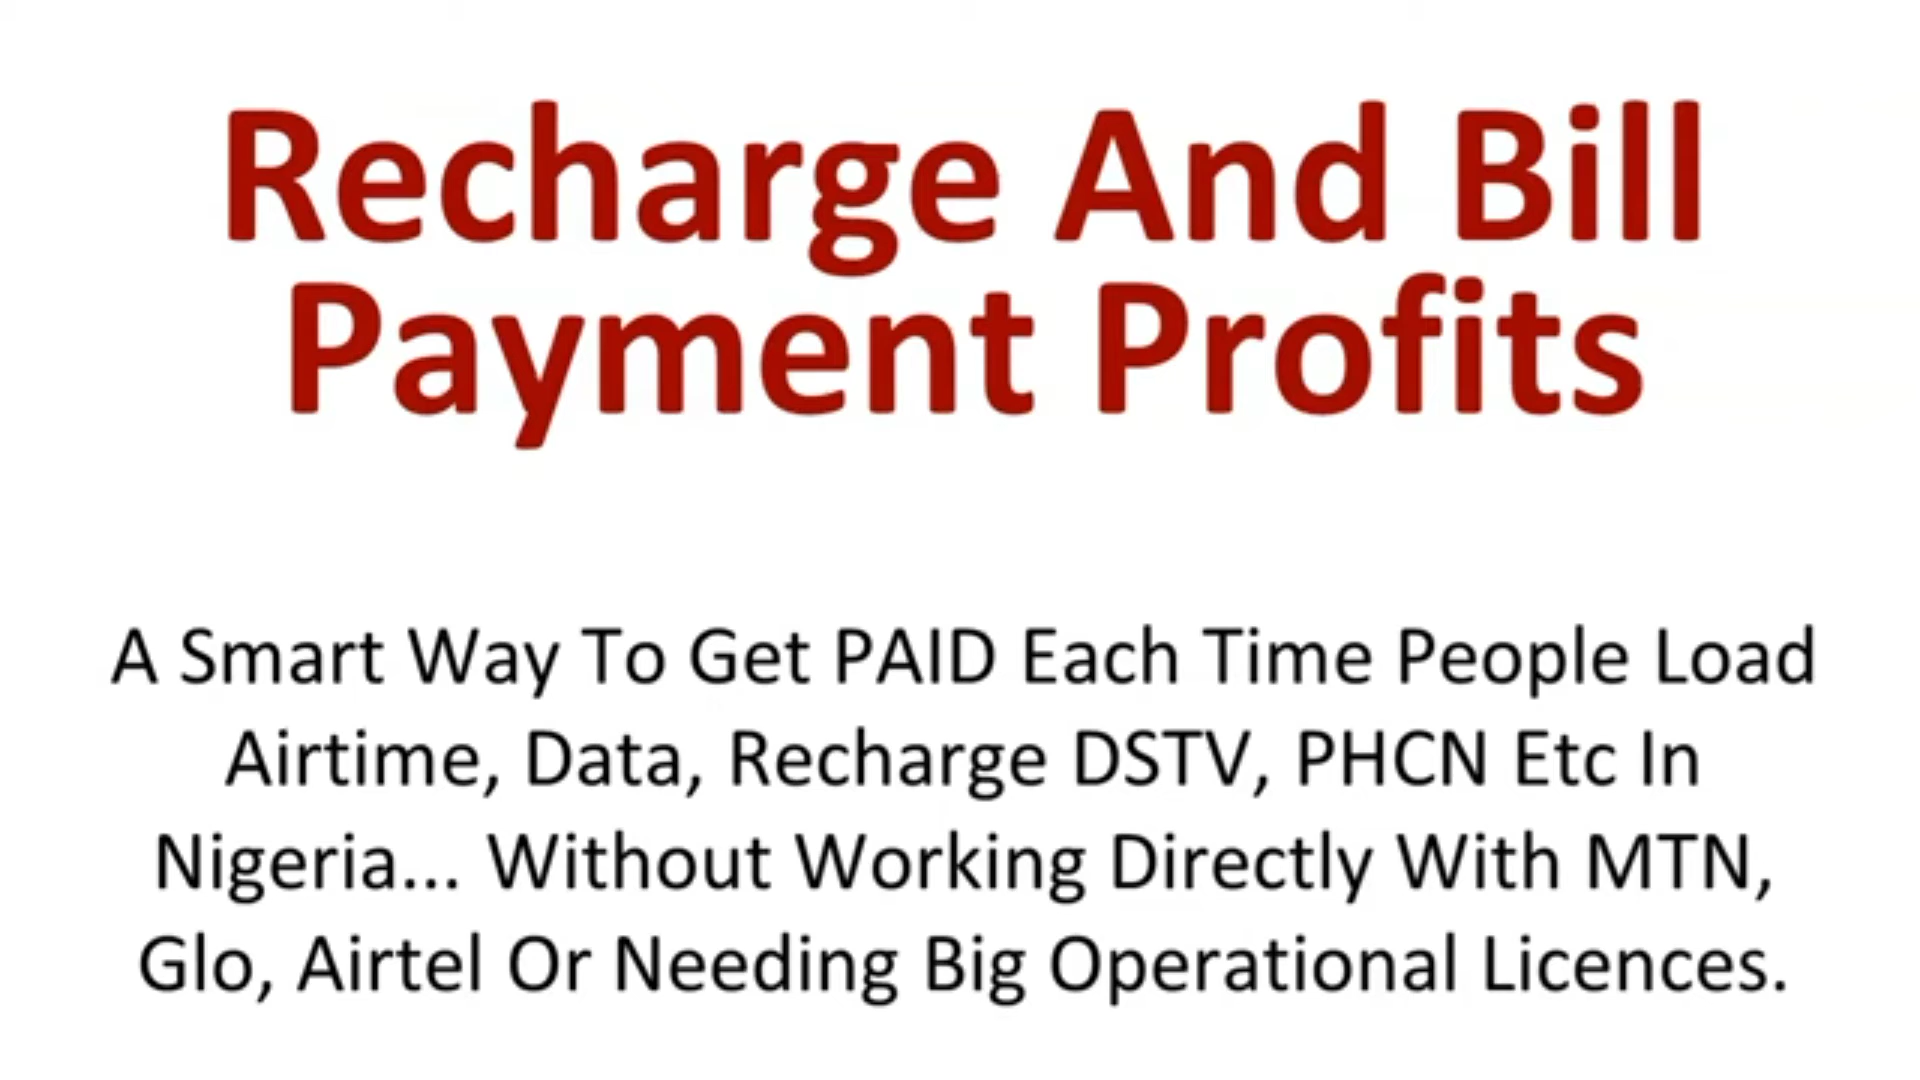 Recharge And Bill
Payment Profits
A Smart Way To Get PAID Each Time People Load
Airtime, Data, Recharge DSTV, PHCN Etc In
Nigeria... Without Working Directly With MTN,
Glo, Airtel Or Needing Big Operational Licences.